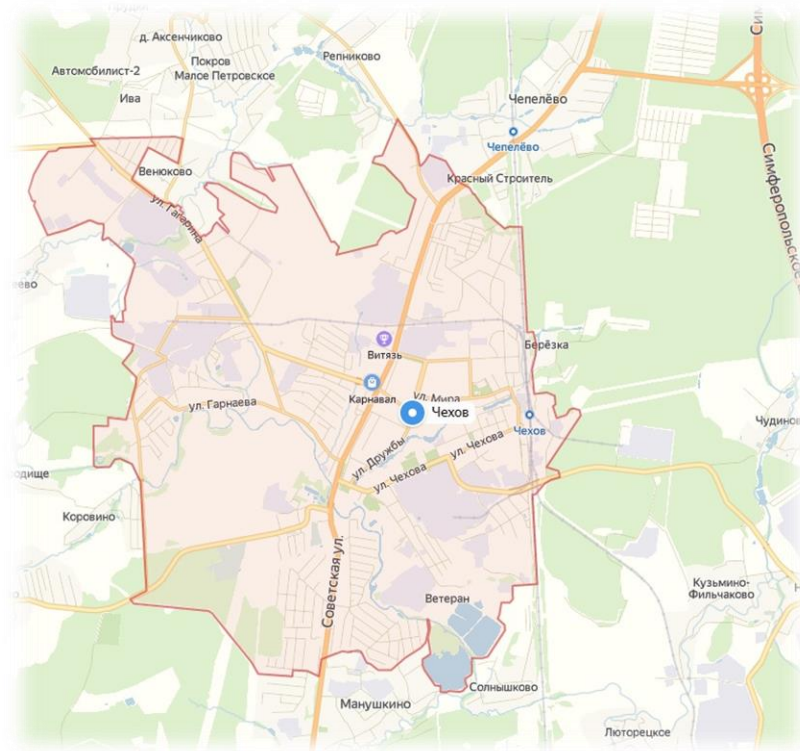 д. Аксенчиково
Репниково
Покров
Автомобилист-2
Малое Петровское
Ива
Чепелёво
Чепелёво
Симферопольское
Венюково
Красный Строитель
ул. Гагарина
Берёзка
Витязь
Карнавал
ул. Мира
ул. Гарнаева
Чехов
Чехов
ул. Дружбы
ул. Чехова
ул. Чехова
Коровино
Советская ул.
Ветеран
Кузьмино-
Фильчаково
Солнышково
Манушкино
Люторецкое